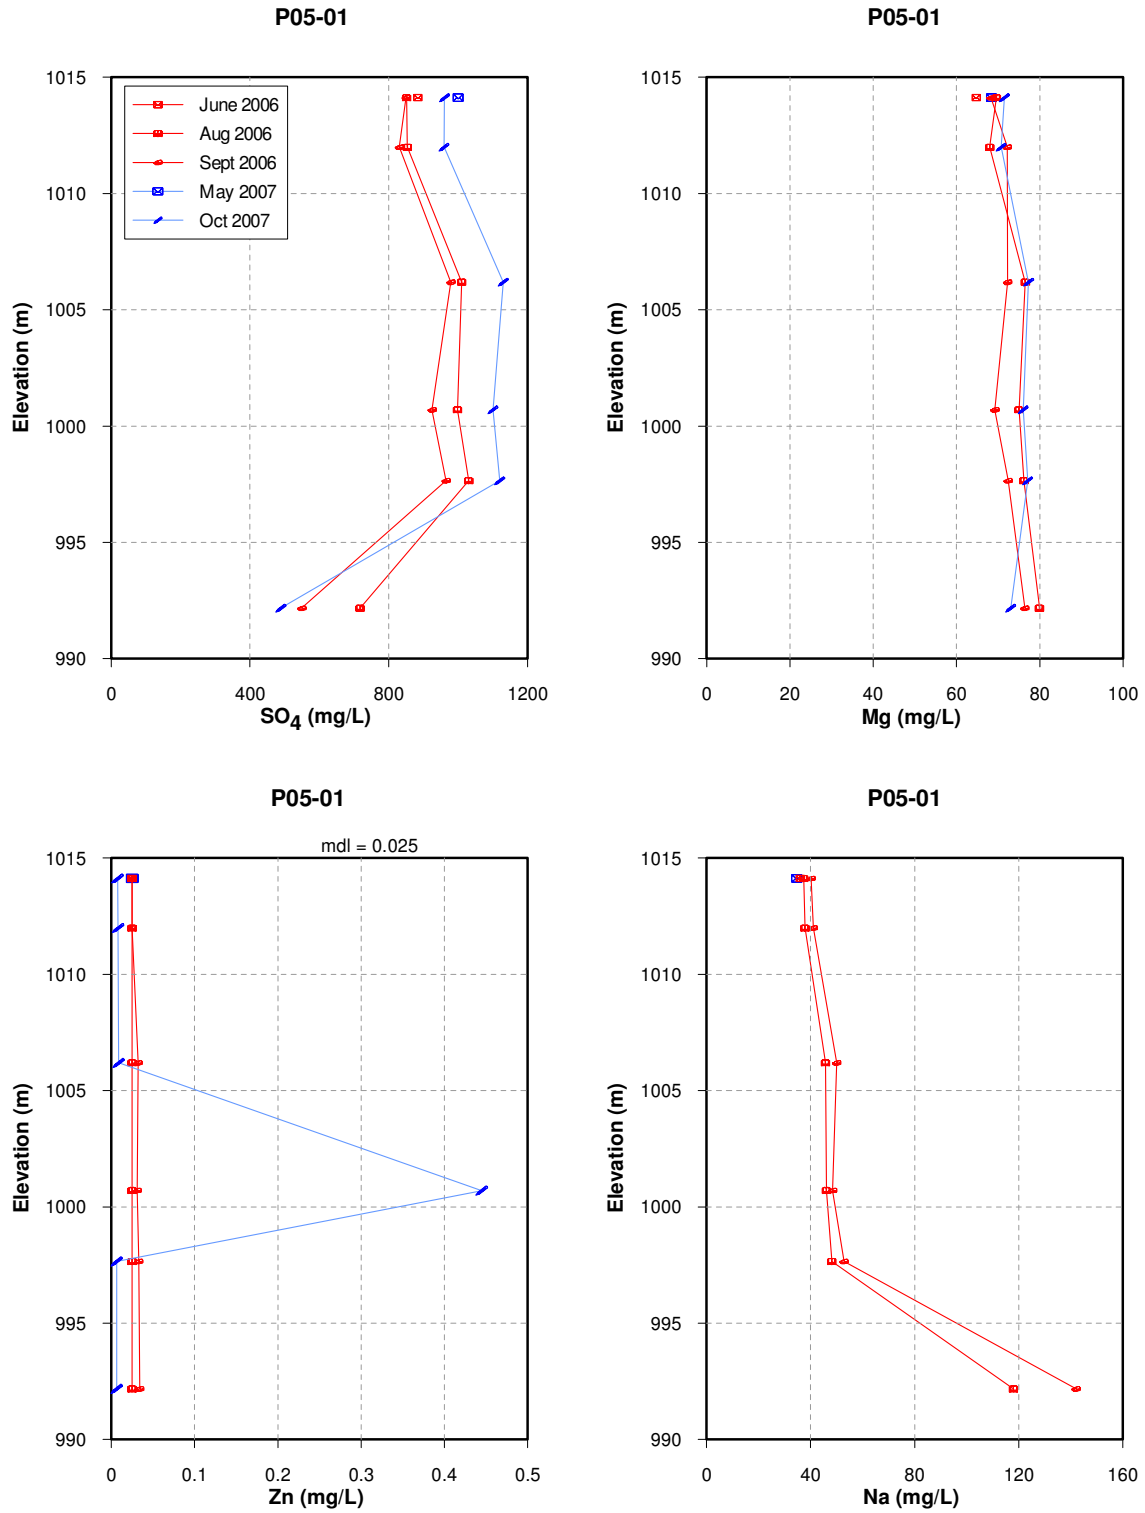 P05-01
1015
1010
1005
1000
995
990
Elevation (m)
June 2006
Aug 2006
Sept 2006
May 2007
Oct 2007
0 400 800 1200
SO4 (mg/L)
P05-01
1015
1010
1005
1000
995
990
Elevation (m)
0 20 40 60 80 100
Mg (mg/L)
P05-01
mdl = 0.025
1015
1010
1005
1000
995
990
Elevation (m)
0 0.1 0.2 0.3 0.4 0.5
Zn (mg/L)
P05-01
1015
1010
1005
1000
995
990
Elevation (m)
0 40 80 120 160
Na (mg/L)